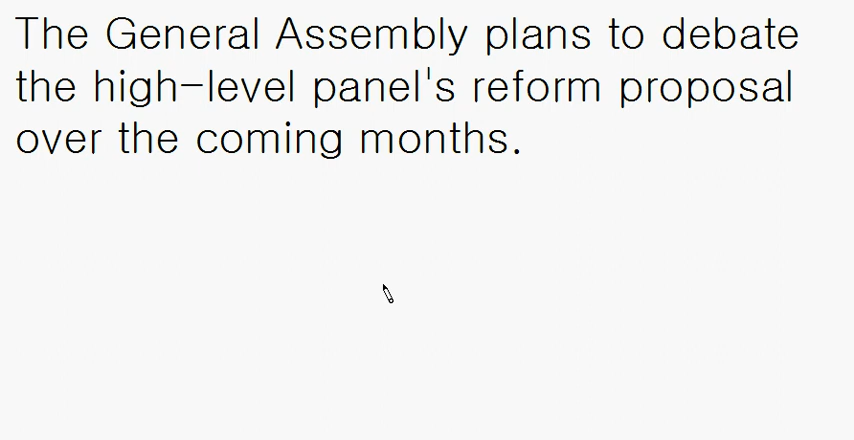 The General Assembly plans to debate
the high-level panel's reform proposal
over the coming months.